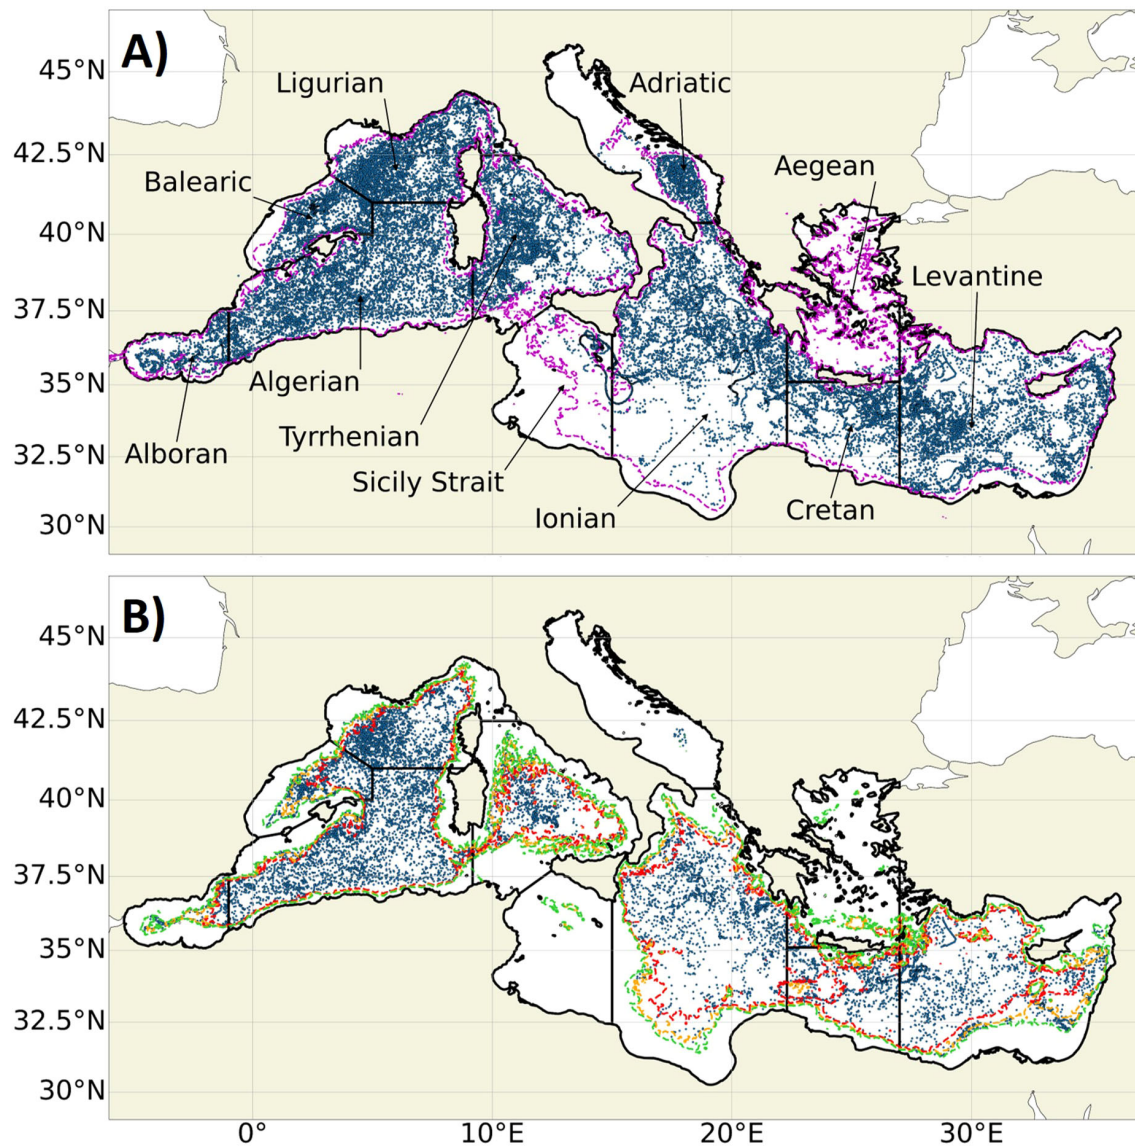 A)
45°N
Ligurian
Adriatic
42.5°N
Balearic
Aegean
40°N
Levantine
37.5°N
35°N
Algerian
Tyrrhenian
Alboran
32.5°N
Sicily Strait
Ionian
Cretan
30°N
B)
45°N
42.5°N
40°N
37.5°N
35°N
32.5°N
30°N
0°
10°E
20°E
30°E